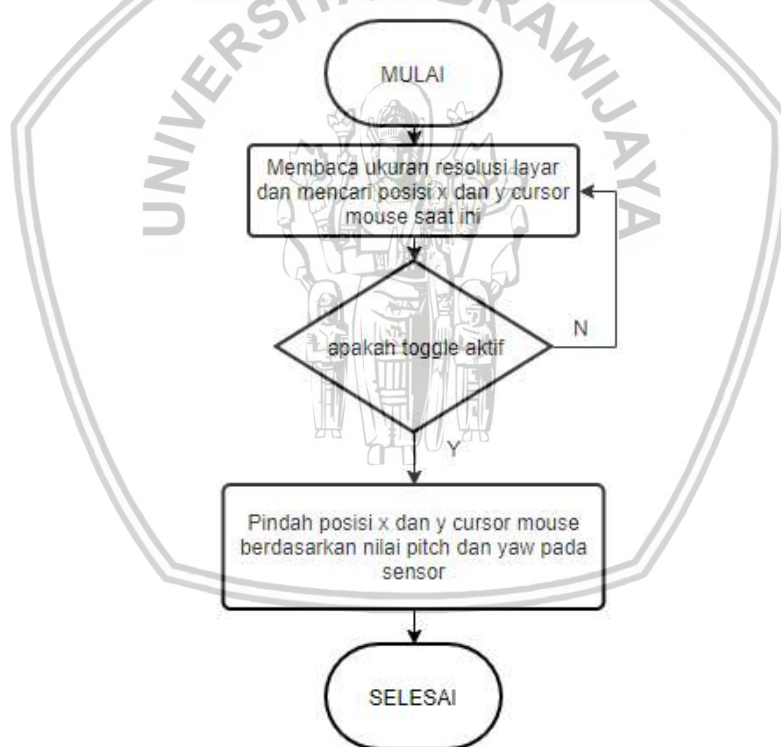 UNIVERSITAS BRAWIJAYA
MULAI
Membaca ukuran resolusi layar
dan mencari posisi x dan y cursor
mouse saat ini
apakah toggle aktif
N
Y
Pindah posisi x dan y cursor mouse
berdasarkan nilai pitch dan yaw pada
sensor
SELESAI